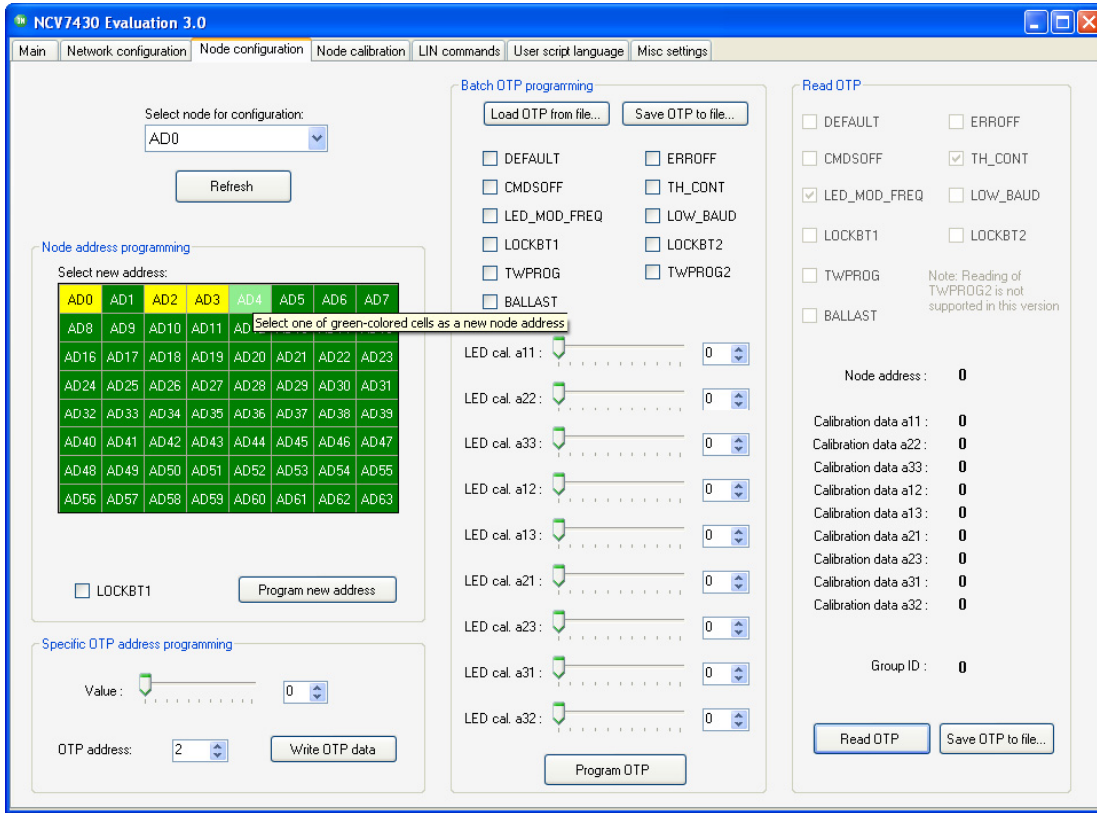 NCV7430 Evaluation 3.0
Main Network configuration Node configuration Node calibration LIN commands User script language Misc settings
Select node for configuration:
AD0
Refresh
Node address programming
Select new address:
AD0 AD1 AD2 AD3 AD4 AD5 AD6 AD7
AD8 AD9 AD10 AD11
Select one of green-colored cells as a new node address
AD16 AD17 AD18 AD19 AD20 AD21 AD22 AD23
AD24 AD25 AD26 AD27 AD28 AD29 AD30 AD31
AD32 AD33 AD34 AD35 AD36 AD37 AD38 AD39
AD40 AD41 AD42 AD43 AD44 AD45 AD46 AD47
AD48 AD49 AD50 AD51 AD52 AD53 AD54 AD55
AD56 AD57 AD58 AD59 AD60 AD61 AD62 AD63
LOCKBT1
Program new address
Specific OTP address programming
Value : 0
OTP address: 2
Write OTP data
Batch OTP programming
Load OTP from file... Save OTP to file...
DEFAULT ERROFF
CMDSOFF TH_CONT
LED_MOD_FREQ LOW_BAUD
LOCKBT1 LOCKBT2
TWPROG TWPROG2
BALLAST
LED cal. a11 : 0
LED cal. a22 : 0
LED cal. a33 : 0
LED cal. a12 : 0
LED cal. a13 : 0
LED cal. a21 : 0
LED cal. a23 : 0
LED cal. a31 : 0
LED cal. a32 : 0
Program OTP
Read OTP
DEFAULT ERROFF
CMDSOFF TH_CONT
LED_MOD_FREQ LOW_BAUD
LOCKBT1 LOCKBT2
TWPROG
BALLAST
Note: Reading of
TWPROG2 is not
supported in this version
Node address : 0
Calibration data a11 : 0
Calibration data a22 : 0
Calibration data a33 : 0
Calibration data a12 : 0
Calibration data a13 : 0
Calibration data a21 : 0
Calibration data a23 : 0
Calibration data a31 : 0
Calibration data a32 : 0
Group ID : 0
Read OTP Save OTP to file...